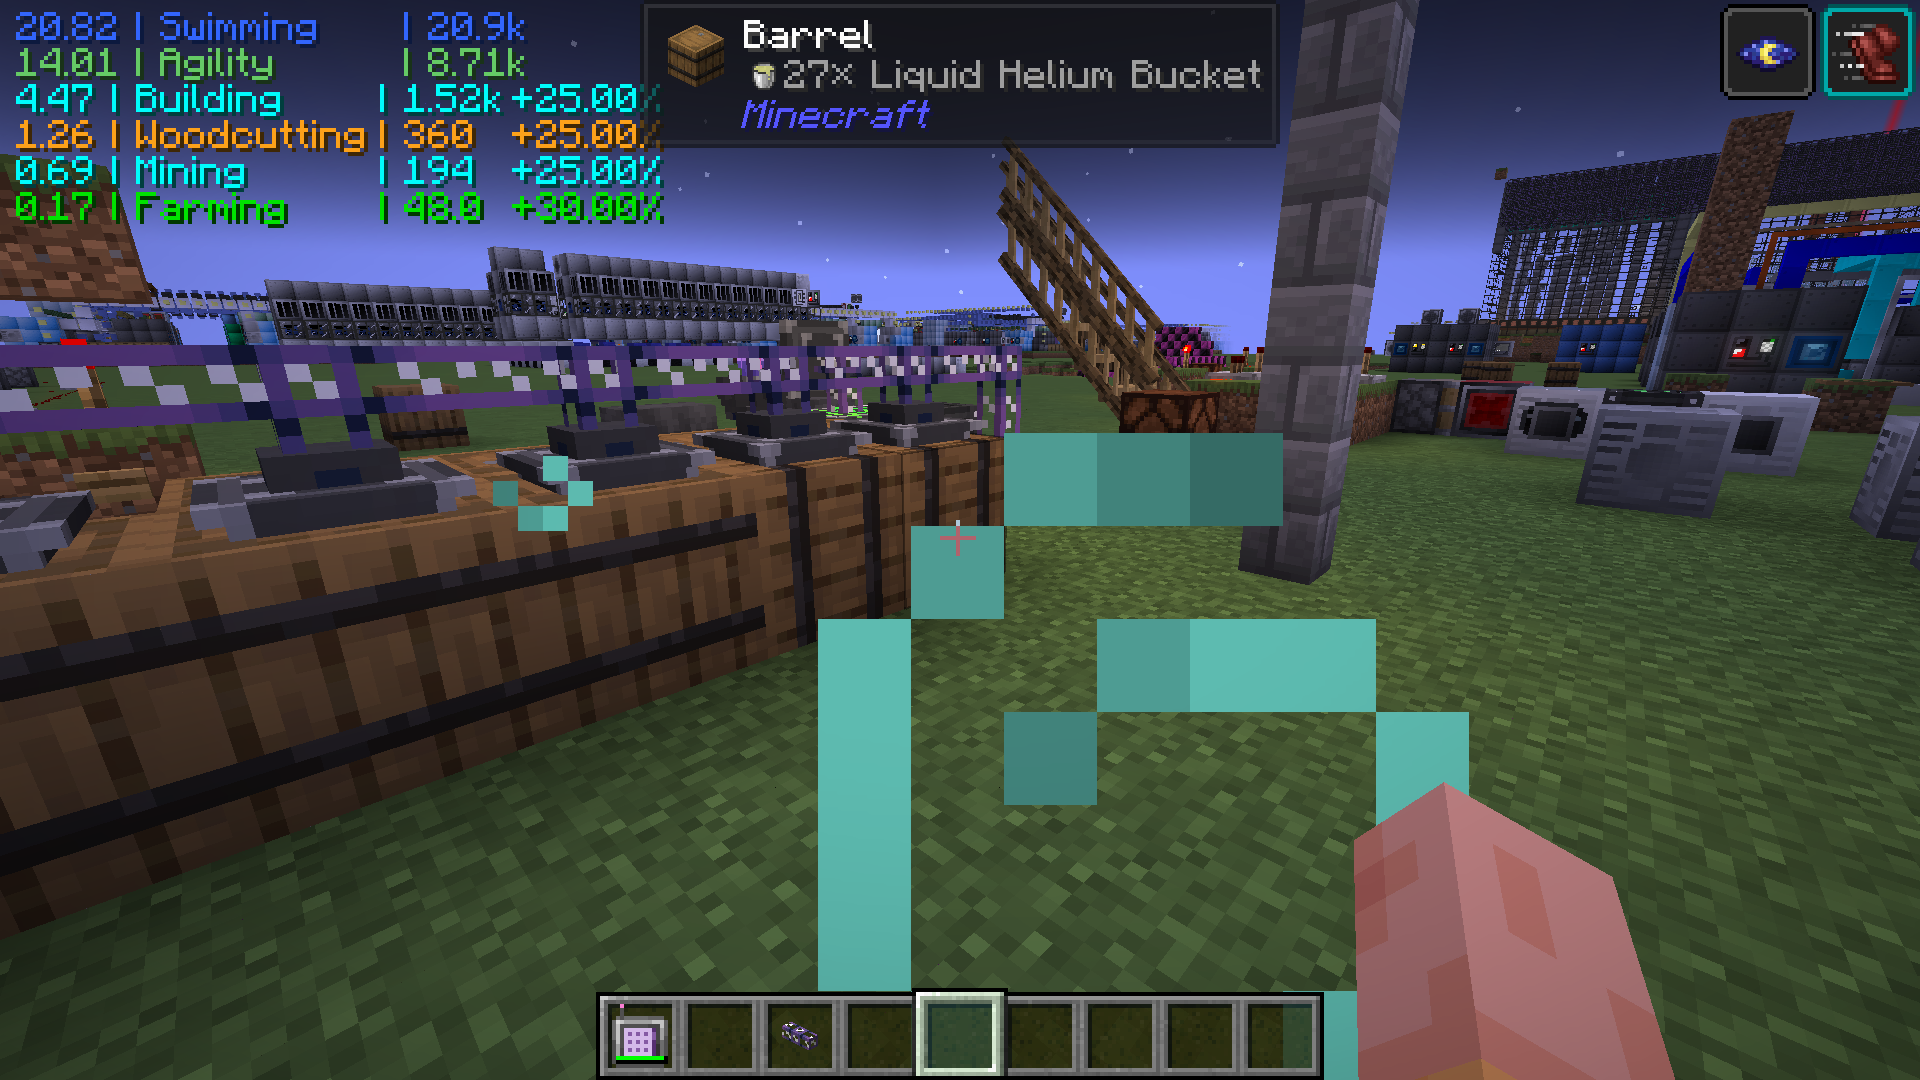 20.82 | Swimming | 20.9k
14.01 | Agility | 8.71k
4.47 | Building | 1.52k +25.00%
1.26 | Woodcutting | 360 +25.00%
0.69 | Mining | 194 +25.00%
0.17 | Farming | 48.0 +30.00%
Barrel
27x Liquid Helium Bucket
Minecraft